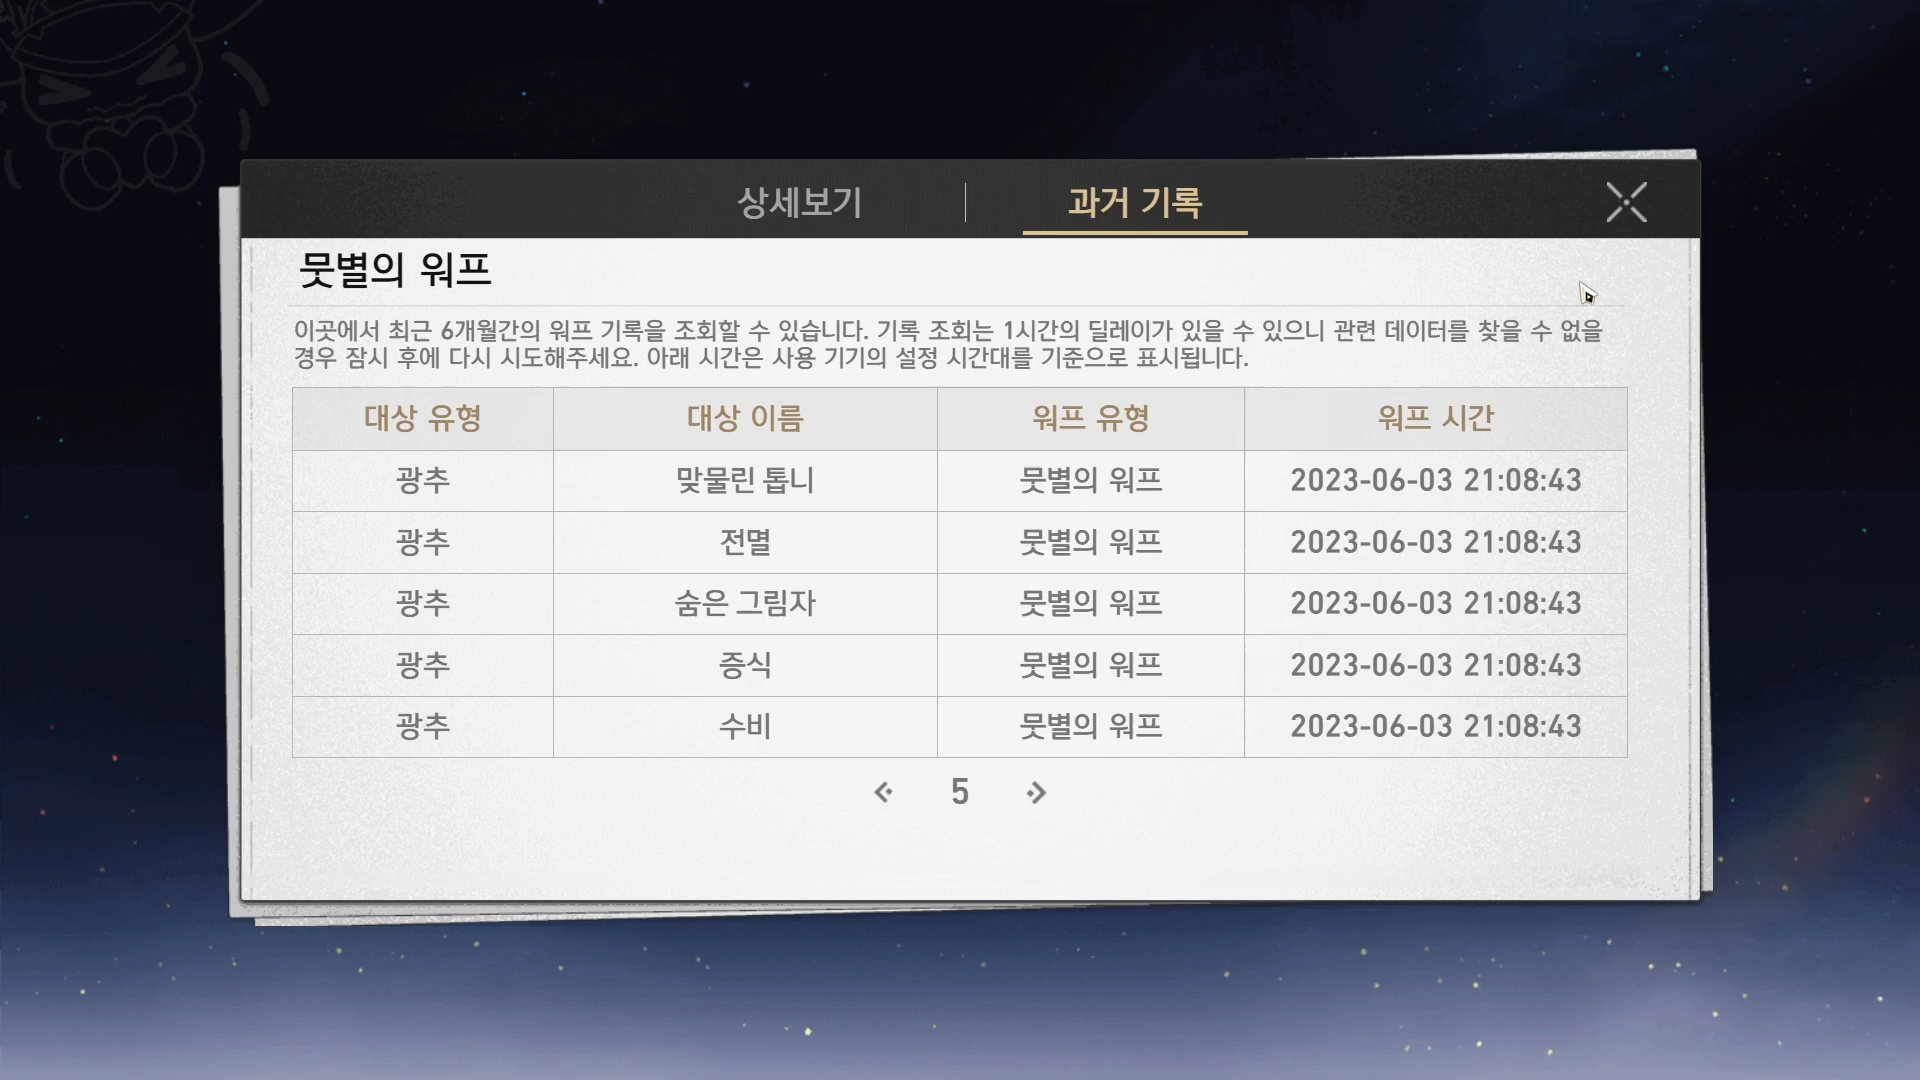 상세보기 과거 기록
뭇별의 워프
이곳에서 최근 6개월간의 워프 기록을 조회할 수 있습니다. 기록 조회는 1시간의 딜레이가 있을 수 있으니 관련 데이터를 찾을 수 없을
경우 잠시 후에 다시 시도해주세요. 아래 시간은 사용 기기의 설정 시간대를 기준으로 표시됩니다.
대상 유형 대상 이름 워프 유형 워프 시간
광추 맞물린 톱니 뭇별의 워프 2023-06-03 21:08:43
광추 전멸 뭇별의 워프 2023-06-03 21:08:43
광추 숨은 그림자 뭇별의 워프 2023-06-03 21:08:43
광추 증식 뭇별의 워프 2023-06-03 21:08:43
광추 수비 뭇별의 워프 2023-06-03 21:08:43
5